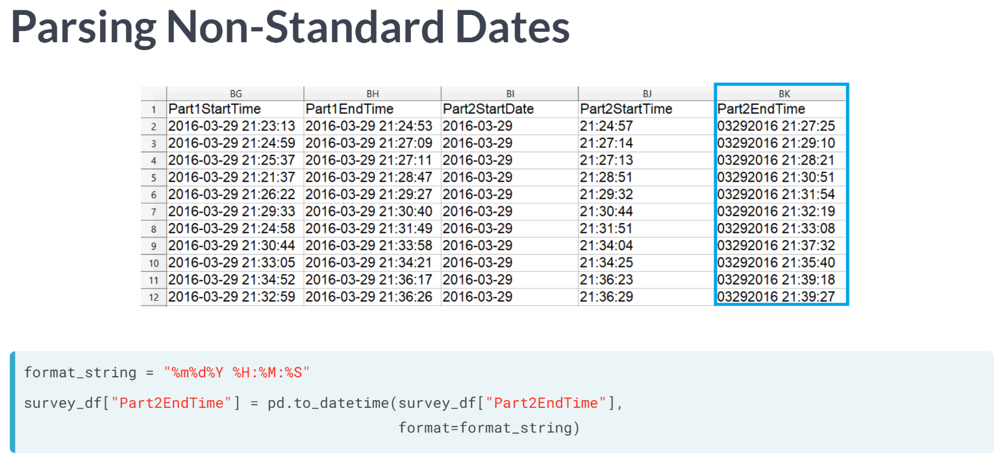 Parsing Non-Standard Dates
BG BH BI BJ BK
1 Part1StartTime Part1EndTime Part2StartDate Part2StartTime Part2EndTime
2 2016-03-29 21:23:13 2016-03-29 21:24:53 2016-03-29 21:24:57 03292016 21:27:25
3 2016-03-29 21:24:59 2016-03-29 21:27:09 2016-03-29 21:27:14 03292016 21:29:10
4 2016-03-29 21:25:37 2016-03-29 21:27:11 2016-03-29 21:27:13 03292016 21:28:21
5 2016-03-29 21:21:37 2016-03-29 21:28:47 2016-03-29 21:28:51 03292016 21:30:51
6 2016-03-29 21:26:22 2016-03-29 21:29:27 2016-03-29 21:29:32 03292016 21:31:54
7 2016-03-29 21:29:33 2016-03-29 21:30:40 2016-03-29 21:30:44 03292016 21:32:19
8 2016-03-29 21:24:58 2016-03-29 21:31:49 2016-03-29 21:31:51 03292016 21:33:08
9 2016-03-29 21:30:44 2016-03-29 21:33:58 2016-03-29 21:34:04 03292016 21:37:32
10 2016-03-29 21:33:05 2016-03-29 21:34:21 2016-03-29 21:34:25 03292016 21:35:40
11 2016-03-29 21:34:52 2016-03-29 21:36:17 2016-03-29 21:36:23 03292016 21:39:18
12 2016-03-29 21:32:59 2016-03-29 21:36:26 2016-03-29 21:36:29 03292016 21:39:27
format_string = "%m%d%Y %H:%M:%S"
survey_df["Part2EndTime"] = pd.to_datetime(survey_df["Part2EndTime"],
format=format_string)